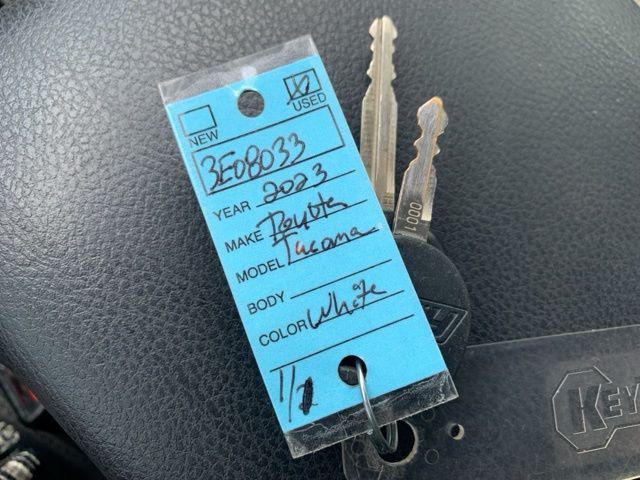 NEW
USED
3E08033
YEAR 2023
MAKE Toyota
MODEL Tacoma
BODY
COLOR White
1/2
0001
KEY